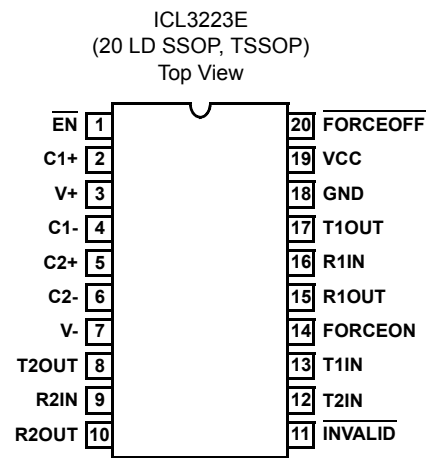 ICL3223E
(20 LD SSOP, TSSOP)
Top View
EN 1 20 FORCEOFF
C1+ 2 19 VCC
V+ 3 18 GND
C1- 4 17 T1OUT
C2+ 5 16 R1IN
C2- 6 15 R1OUT
V- 7 14 FORCEON
T2OUT 8 13 T1IN
R2IN 9 12 T2IN
R2OUT 10 11 INVALID